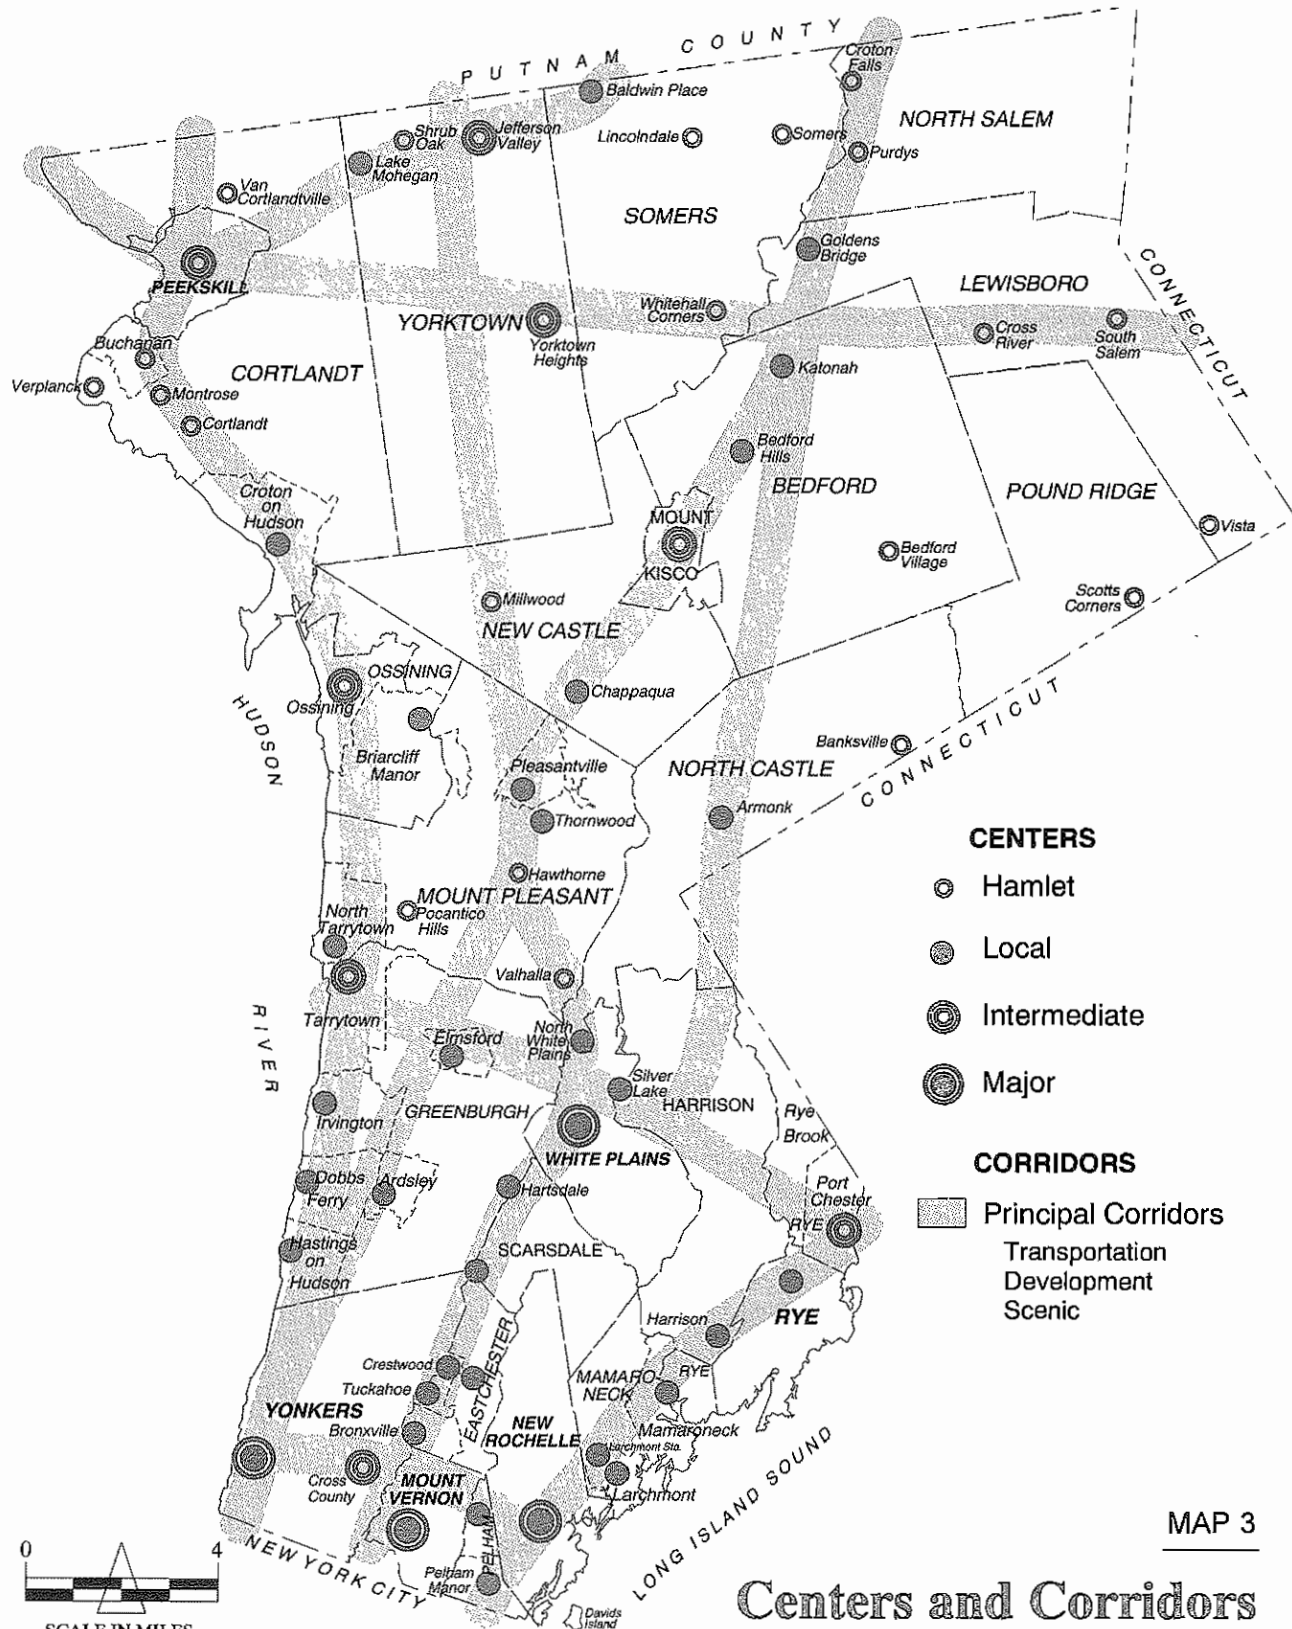 PUTNAM COUNTY
Croton
Falls
Baldwin Place
NORTH SALEM
Shrub
Oak
Jefferson
Valley
Lincolndale
Somers
Purdys
Lake
Mohegan
Van
Cortlandtville
SOMERS
Goldens
Bridge
CONNECTICUT
PEEKSKILL
LEWISBORO
Whitehall
Corners
YORKTOWN
Yorktown
Heights
Cross
River
South
Salem
Buchanan
Katonah
Verplanck
Montrose
CORTLANDT
Cortlandt
Bedford
Hills
BEDFORD
POUND RIDGE
Croton
on
Hudson
MOUNT
KISCO
Vista
Bedford
Village
Scotts
Corners
Millwood
NEW CASTLE
OSSINING
Ossining
Chappaqua
HUDSON
RIVER
Briarcliff
Manor
Pleasantville
Banksville
CONNECTICUT
NORTH CASTLE
Thornwood
Armonk
Hawthorne
MOUNT PLEASANT
Pocantico
Hills
North
Tarrytown
Valhalla
Tarrytown
Elmsford
North
White
Plains
Silver
Lake
HARRISON
Irvington
GREENBURGH
Rye
Brook
WHITE PLAINS
Dobbs
Ferry
Ardsley
Hartsdale
Port
Chester
RYE
Hastings
on
Hudson
SCARSDALE
Harrison
RYE
Crestwood
Tuckahoe
EASTCHESTER
MAMARO-
NECK
RYE
YONKERS
Bronxville
NEW
ROCHELLE
Mamaroneck
Larchmont Sta.
Larchmont
Cross
County
MOUNT
VERNON
PELHAM
Pelham
Manor
NEW YORK CITY
LONG ISLAND SOUND
Davids
Island
CENTERS
Hamlet
Local
Intermediate
Major
CORRIDORS
Principal Corridors
Transportation
Development
Scenic
0 4
SCALE IN MILES
MAP 3
Centers and Corridors